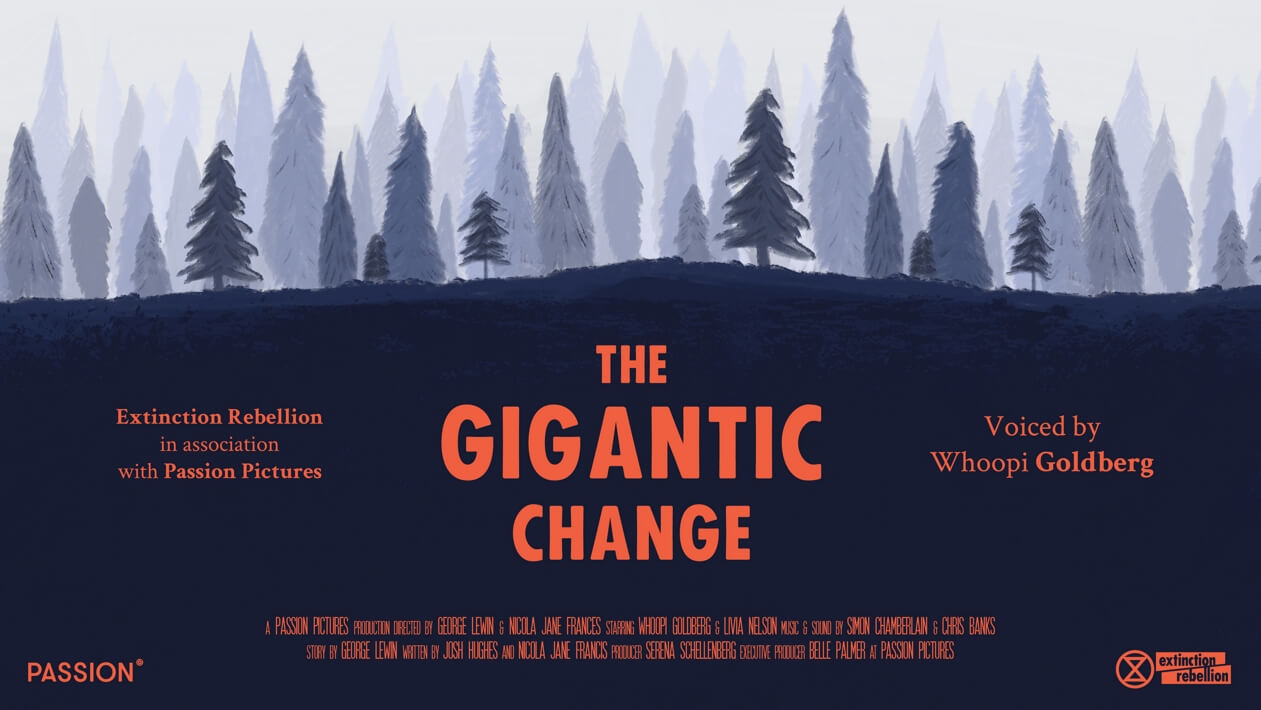 THE
GIGANTIC
CHANGE
Extinction Rebellion
in association
with Passion Pictures
Voiced by
Whoopi Goldberg
A PASSION PICTURES PRODUCTION DIRECTED BY GEORGE LEWIN & NICOLA JANE FRANCES STARRING WHOOPI GOLDBERG & LIVIA NELSON MUSIC & SOUND BY SIMON CHAMBERLAIN & CHRIS BANKS
STORY BY GEORGE LEWIN WRITTEN BY JOSH HUGHES AND NICOLA JANE FRANCIS PRODUCER SERENA SCHELLENBERG EXECUTIVE PRODUCER BELLE PALMER AT PASSION PICTURES
PASSION®
extinction
rebellion